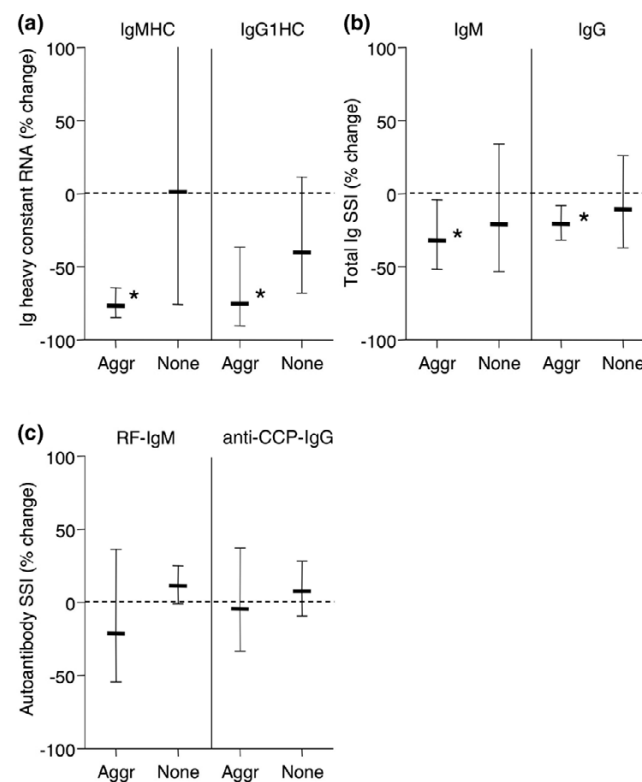 (a)
IgMHC IgG1HC
Ig heavy constant RNA (% change)
100
50
0
-50
-100
* *
Aggr None Aggr None
(b)
IgM IgG
Total Ig SSI (% change)
100
50
0
-50
-100
* *
Aggr None Aggr None
(c)
RF-IgM anti-CCP-IgG
Autoantibody SSI (% change)
100
50
0
-50
-100
Aggr None Aggr None